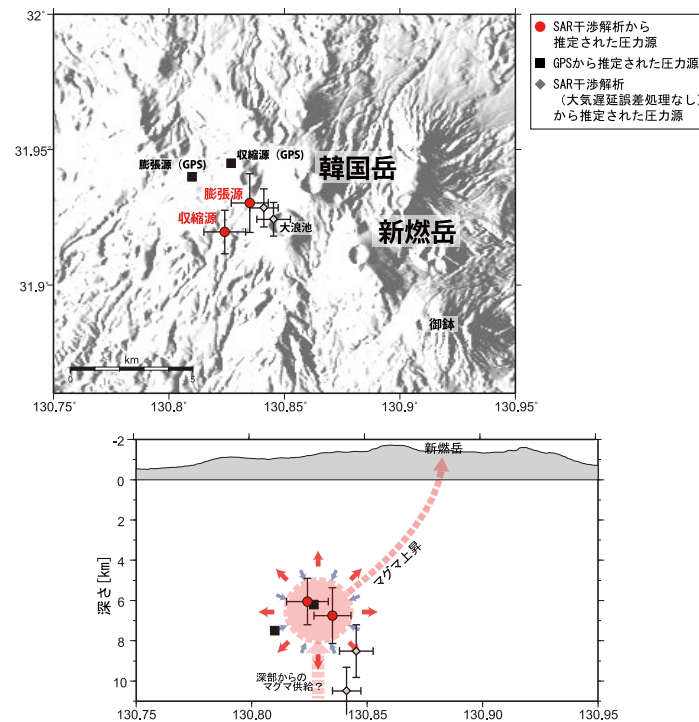 32°
31.95
31.9
130.75
130.8
130.85
130.9
130.95
km
0
5
膨張源（GPS）
収縮源（GPS）
膨張源
収縮源
大浪池
韓国岳
新燃岳
御鉢
SAR干渉解析から
推定された圧力源
GPSから推定された圧力源
SAR干渉解析
（大気遅延誤差処理なし）
から推定された圧力源
深さ[km]
-2
0
2
4
6
8
10
新燃岳
マグマ上昇
深部からの
マグマ供給？
130.75
130.80
130.85
130.90
130.95